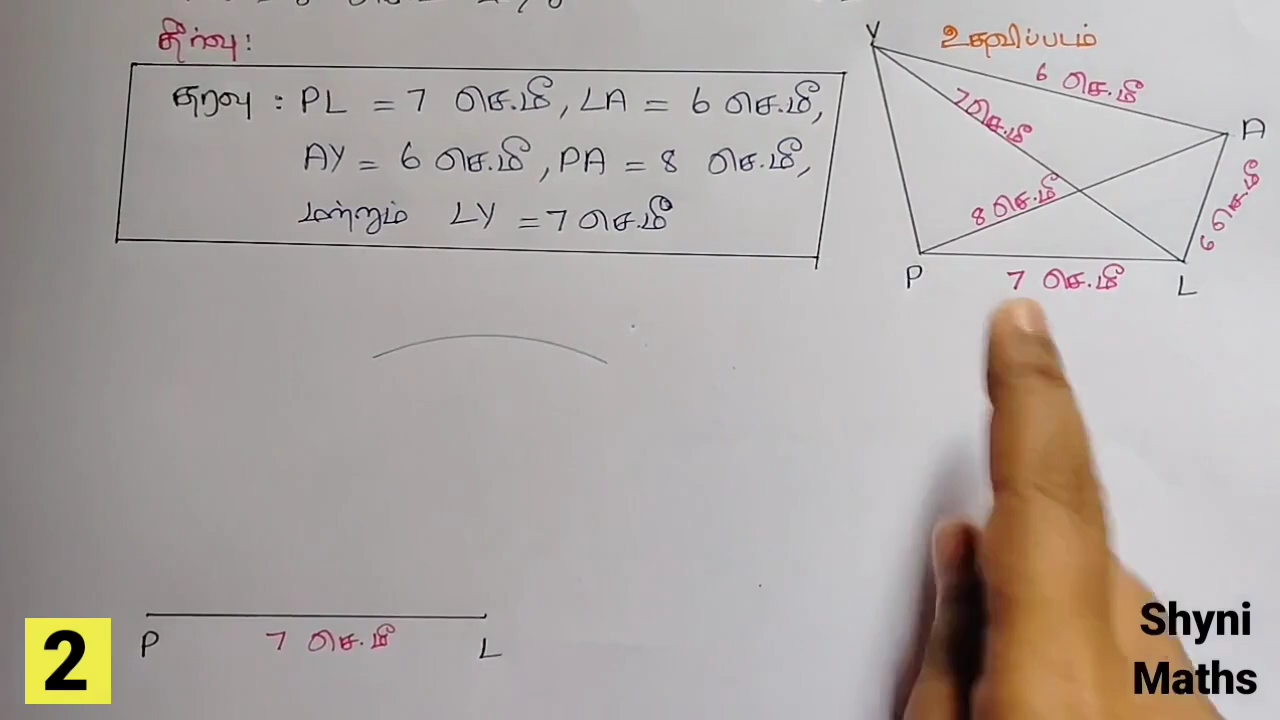 தீர்வு:
உதவிப்படம்
தரவு : PL = 7 செ.மீ, LA = 6 செ.மீ,
AY = 6 செ.மீ, PA = 8 செ.மீ,
மற்றும் LY = 7 செ.மீ
Y
6 செ.மீ
A
7 செ.மீ
8 செ.மீ
6 செ.மீ
P
7 செ.மீ
L
P
7 செ.மீ
L
2
Shyni
Maths